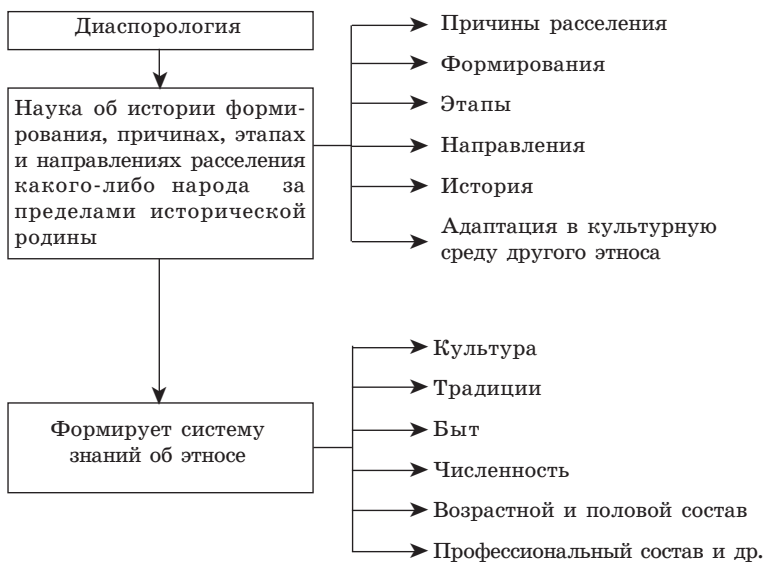 Диаспорология
Наука об истории форми-
рования, причинах, этапах
и направлениях расселения
какого-либо народа за
пределами исторической
родины
Причины расселения
Формирования
Этапы
Направления
История
Адаптация в культурную
среду другого этноса
Формирует систему
знаний об этносе
Культура
Традиции
Быт
Численность
Возрастной и половой состав
Профессиональный состав и др.